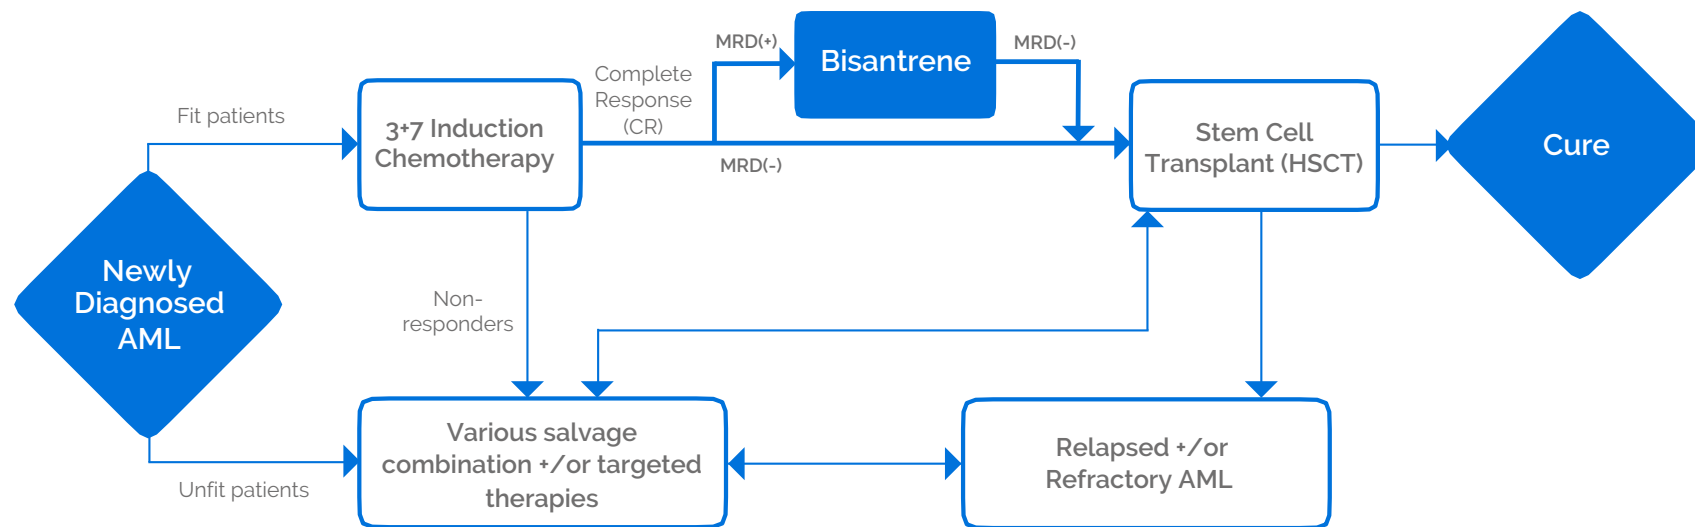 MRD(+)
MRD(-)
Bisantrene
Complete
Response
(CR)
Fit patients
3+7 Induction
Chemotherapy
MRD(-)
Stem Cell
Transplant (HSCT)
Cure
Newly
Diagnosed
AML
Non-
responders
Various salvage
combination +/or targeted
therapies
Relapsed +/or
Refractory AML
Unfit patients